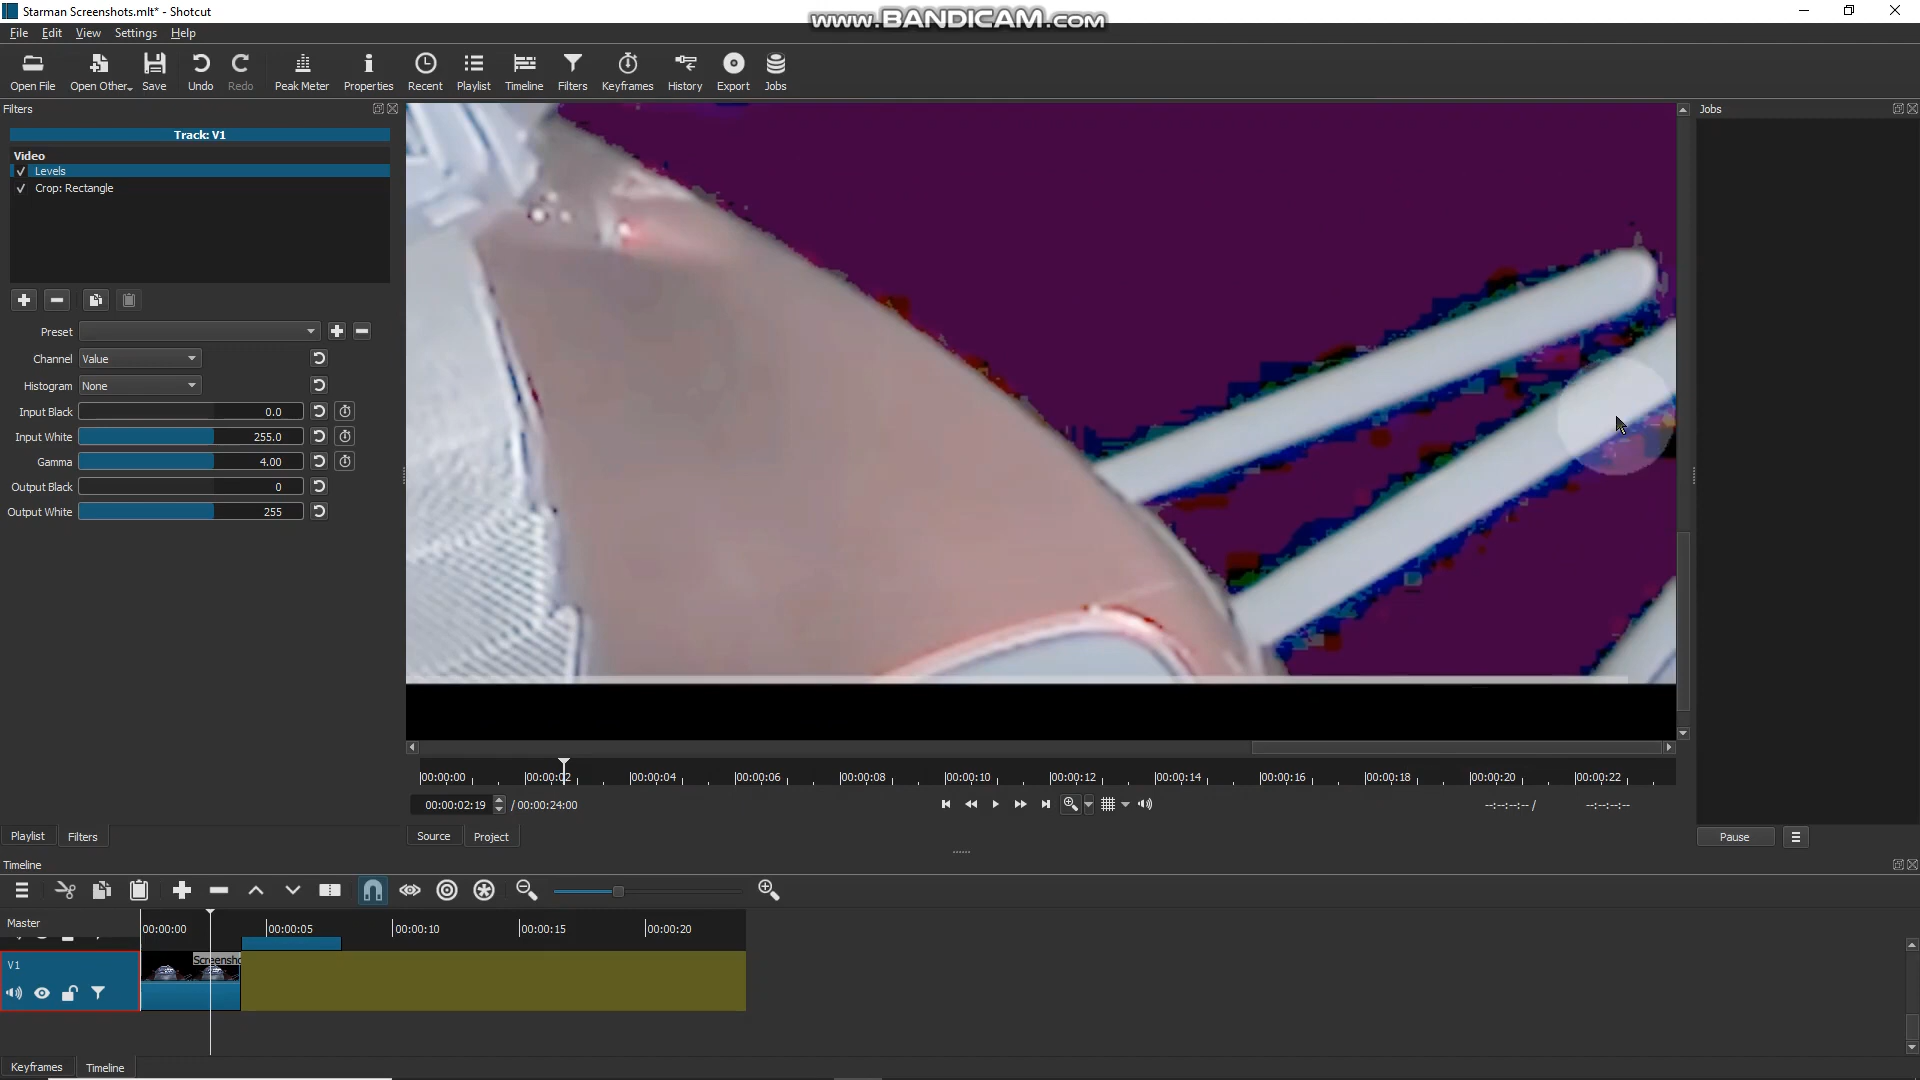 Starman Screenshots.mlt* - Shotcut
www.BANDICAM.com
File Edit View Settings Help
Open File Open Other... Save Undo Redo Peak Meter Properties Recent Playlist Timeline Filters Keyframes History Export Jobs
Filters
Jobs
Track: V1
Video
Levels
Crop: Rectangle
Preset
Channel Value
Histogram None
Input Black 0.0
Input White 255.0
Gamma 4.00
Output Black 0
Output White 255
00:00:00 00:00:02 00:00:04 00:00:06 00:00:08 00:00:10 00:00:12 00:00:14 00:00:16 00:00:18 00:00:20 00:00:22
00:00:02:19 / 00:00:24:00 --:--:--:-- / --:--:--:--
Playlist Filters Source Project Pause
Timeline
Master 00:00:00 00:00:05 00:00:10 00:00:15 00:00:20
V1 Screensho
Keyframes Timeline